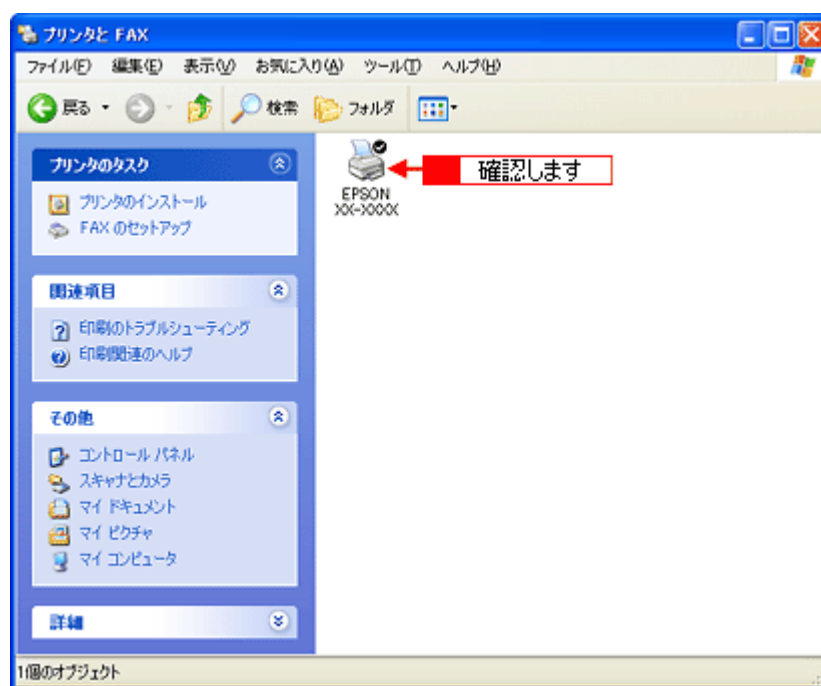 プリンタと FAX
ファイル(F) 編集(E) 表示(V) お気に入り(A) ツール(T) ヘルプ(H)
戻る 検索 フォルダ
プリンタのタスク
プリンタのインストール
FAX のセットアップ
関連項目
印刷のトラブルシューティング
印刷関連のヘルプ
その他
コントロール パネル
スキャナとカメラ
マイ ドキュメント
マイ ピクチャ
マイ コンピュータ
詳細
EPSON
XX-XXXX
確認します
1個のオブジェクト